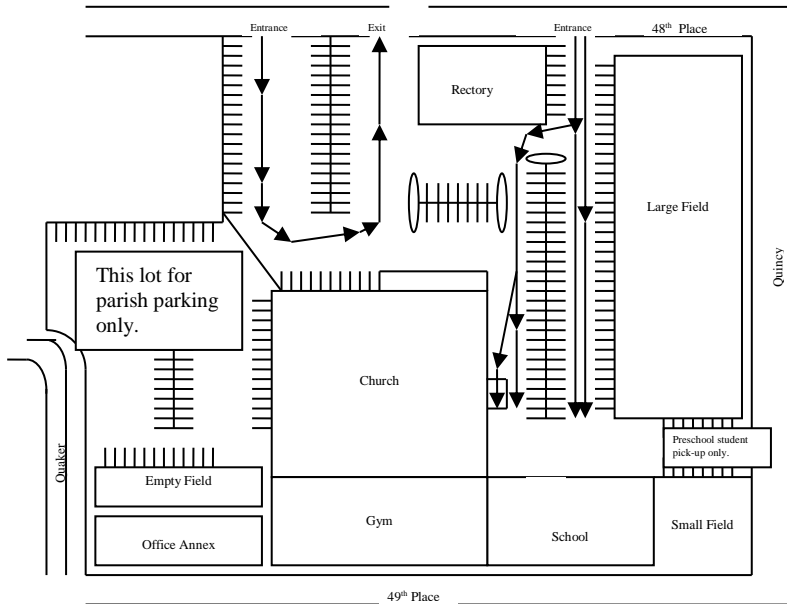 Entrance
Exit
Entrance
48th Place
Rectory
Large Field
Quincy
This lot for
parish parking
only.
Church
Quaker
Preschool student
pick-up only.
Empty Field
Gym
School
Small Field
Office Annex
49th Place